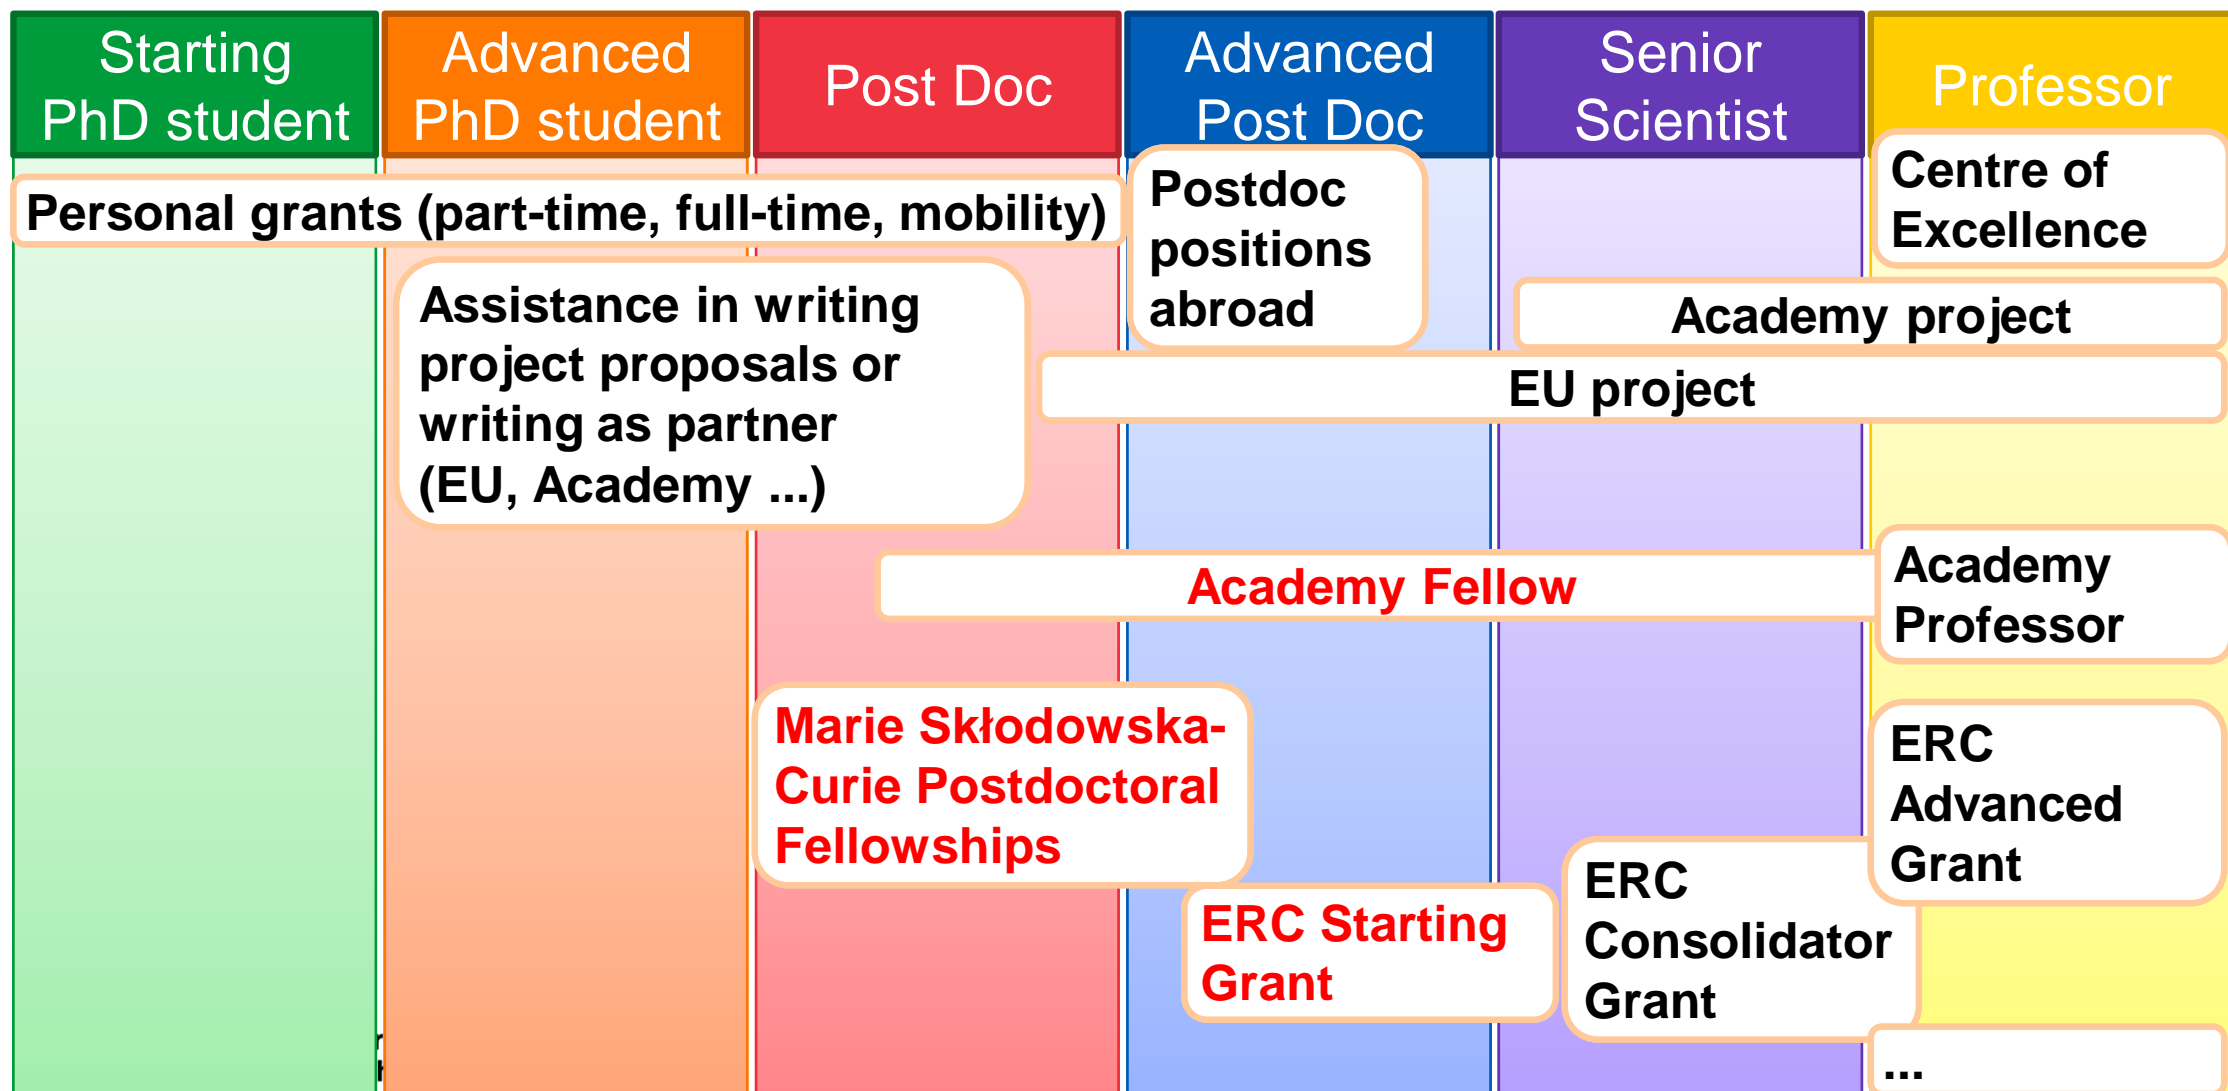 Starting
PhD student
Advanced
PhD student
Post Doc
Advanced
Post Doc
Senior
Scientist
Professor
Personal grants (part-time, full-time, mobility)
Postdoc
positions
abroad
Centre of
Excellence
Assistance in writing
project proposals or
writing as partner
(EU, Academy ...)
Academy project
EU project
Academy Fellow
Academy
Professor
Marie Skłodowska-
Curie Postdoctoral
Fellowships
ERC
Advanced
Grant
ERC Starting
Grant
ERC
Consolidator
Grant
...